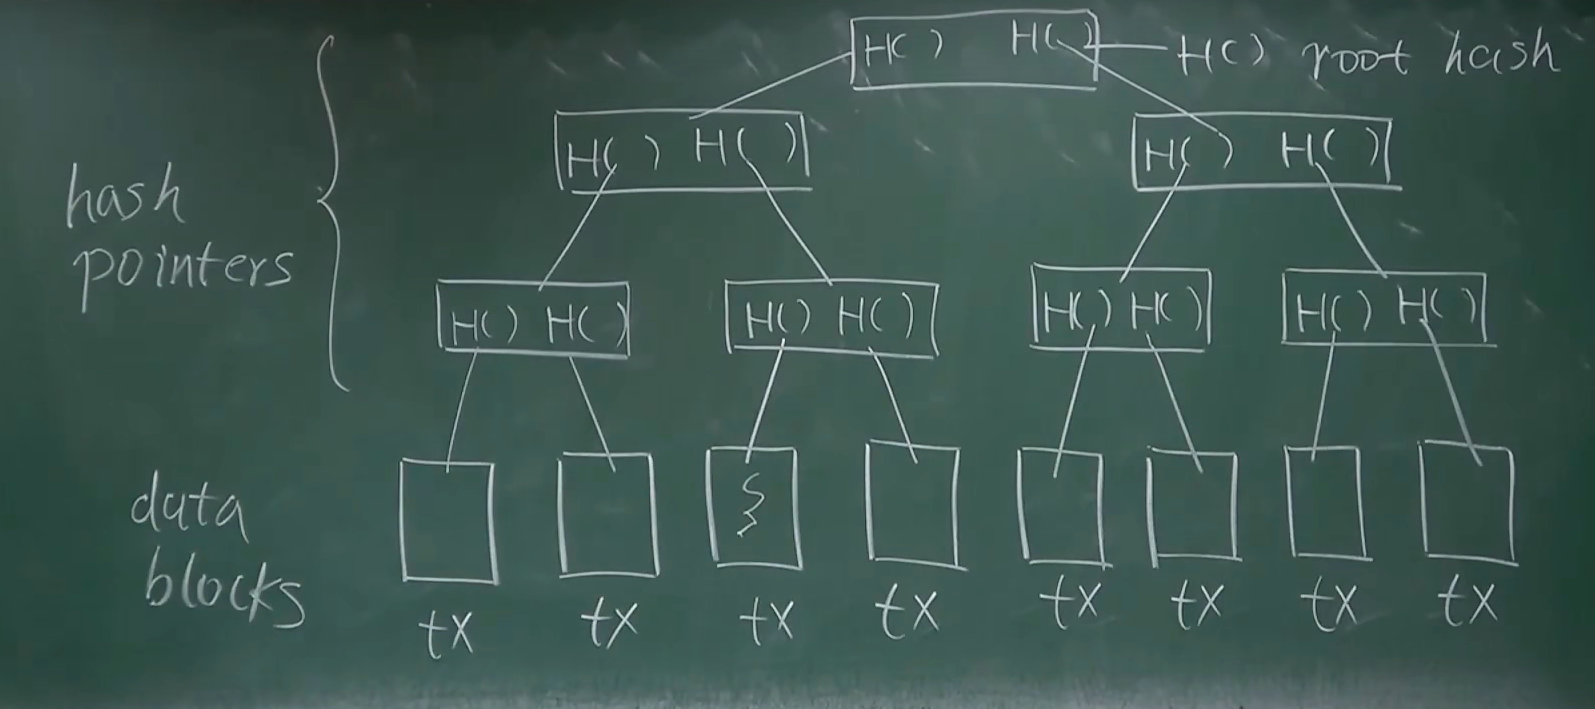 H( ) H( ) H( ) root hash
H( ) H( ) H( ) H( )
hash
pointers
H( ) H( ) H( ) H( ) H( ) H( ) H( ) H( )
data
blocks
tx tx tx tx tx tx tx tx